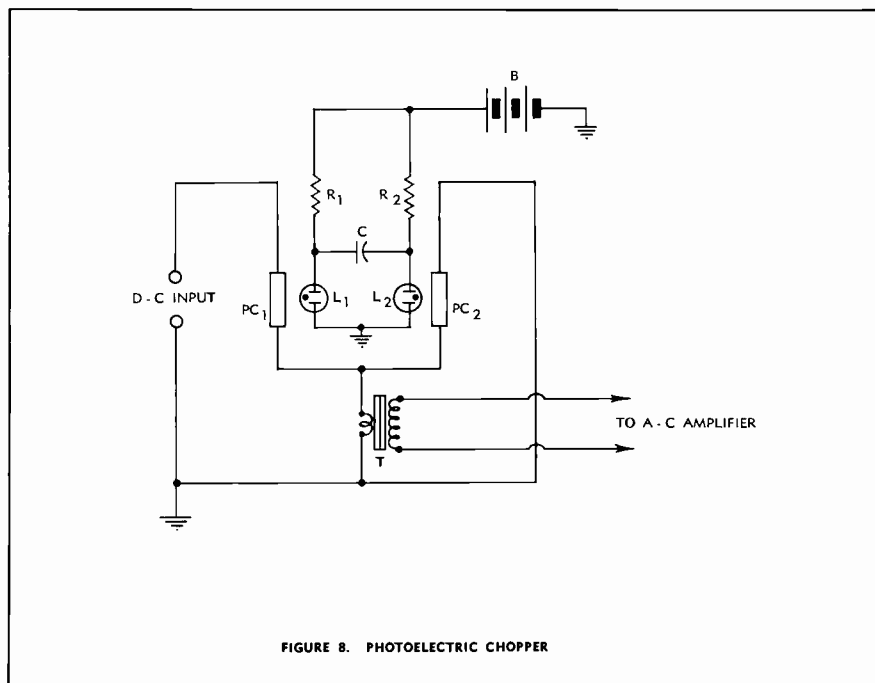 B
R1
R2
C
D-C INPUT
PC1
L1
L2
PC2
TO A-C AMPLIFIER
T
FIGURE 8. PHOTOELECTRIC CHOPPER